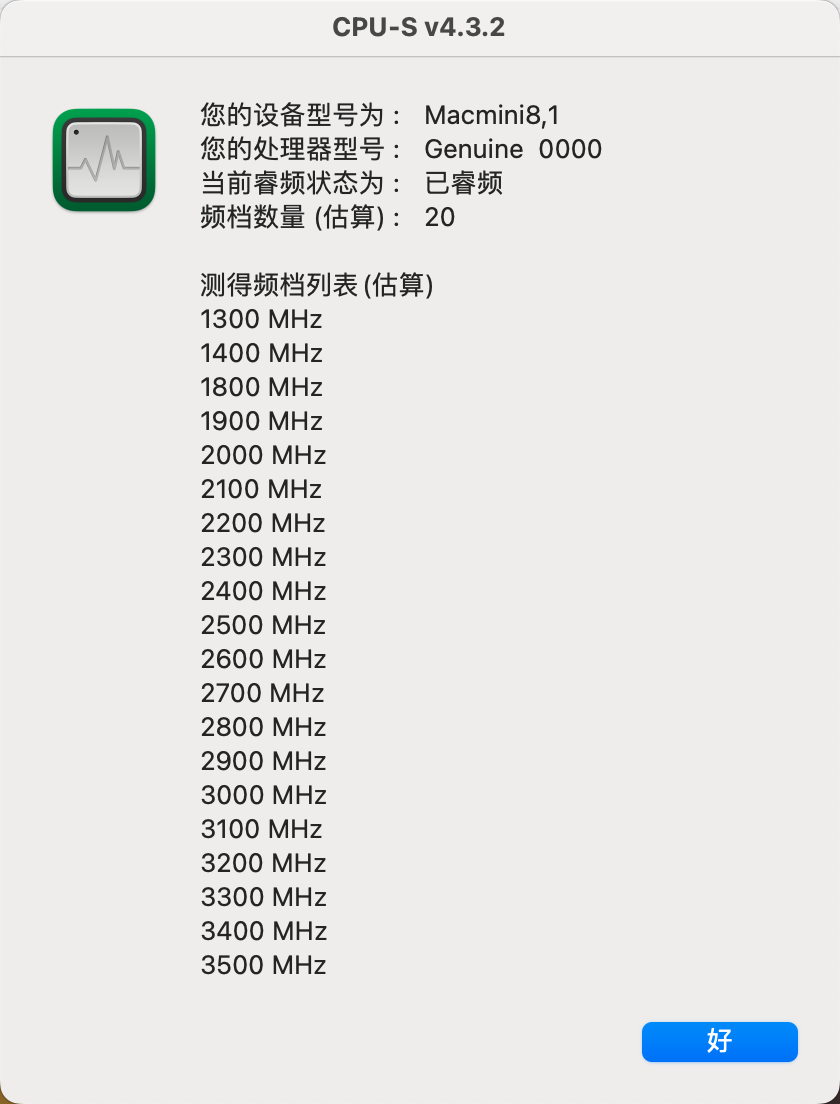 CPU-S v4.3.2
您的设备型号为： Macmini8,1
您的处理器型号： Genuine  0000
当前睿频状态为： 已睿频
频档数量 (估算)： 20
测得频档列表 (估算)
1300 MHz
1400 MHz
1800 MHz
1900 MHz
2000 MHz
2100 MHz
2200 MHz
2300 MHz
2400 MHz
2500 MHz
2600 MHz
2700 MHz
2800 MHz
2900 MHz
3000 MHz
3100 MHz
3200 MHz
3300 MHz
3400 MHz
3500 MHz
好